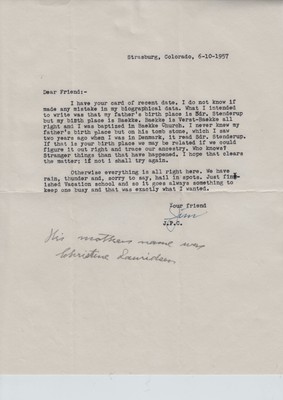 Strasburg, Colorado, 6-10-1957
Dear Friend:-
I have your card of recent date. I do not know if
made any mistake in my biographical data. What I intended
to write was that my father's birth place is Sdr. Stenderup
but my birth place is Baekke. Baekke is Verst-Baekke all
right and I was baptized in Baekke Church. I never knew my
father's birth place but on his tomb stone, which I saw
two years ago when I was in Denmark, it read Sdr. Stenderup.
If that is your birth place we may be related if we could
figure it out right and trace our ancestry. Who knows?
Stranger things than that have happened. I hope that clears
the matter; if not I shall try again.
Otherwise everything is all right here. We have
rain, thunder and, sorry to say, hail in spots. Just fin
ished Vacation school and so it goes always something to
keep one busy and that was exactly what I wanted.
Your friend
Jim
J.P.C.
His mothers name was
Christine Davidsen